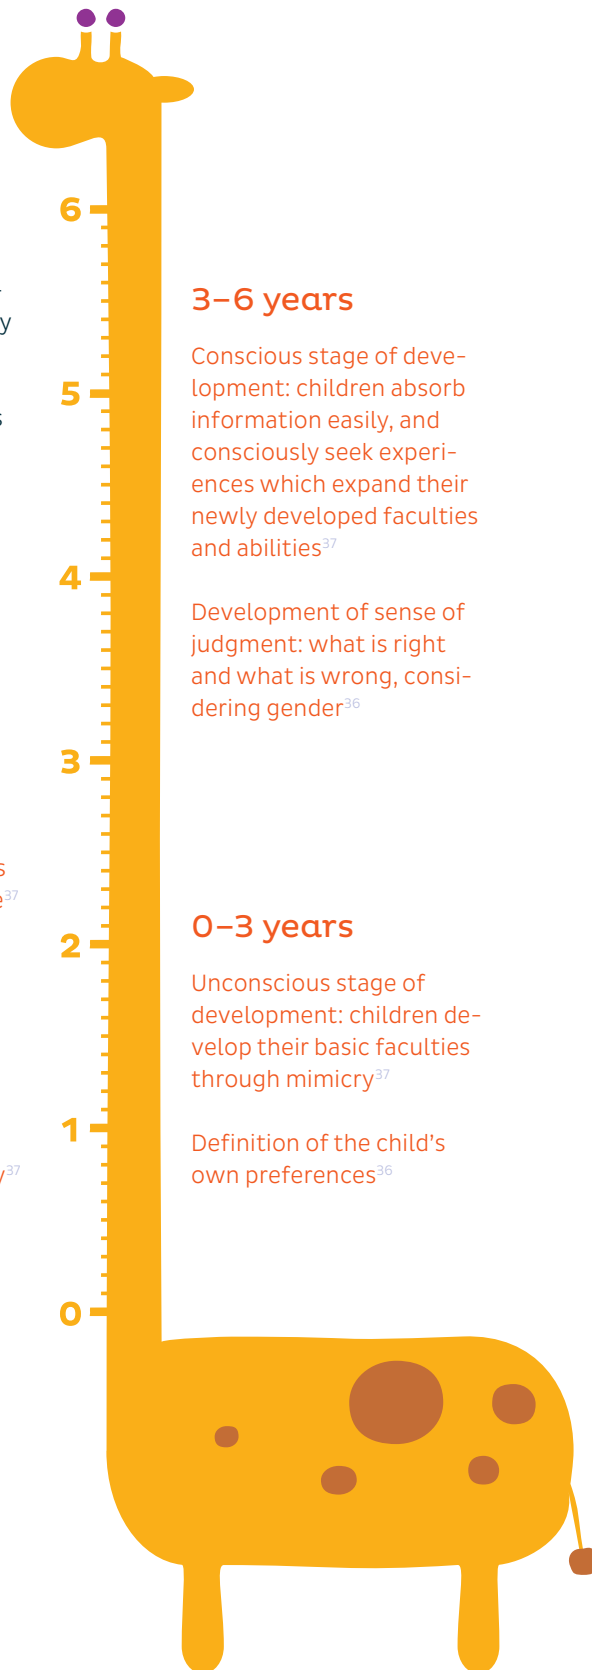 6
3–6 years
y
Conscious stage of deve-
lopment: children absorb
5
s
information easily, and
consciously seek experi-
ences which expand their
newly developed faculties
and abilities37
4
Development of sense of
judgment: what is right
and what is wrong, consi-
dering gender36
3
s
e37
0–3 years
2
Unconscious stage of
development: children de-
velop their basic faculties
through mimicry37
1
Definition of the child’s
y37
own preferences36
0